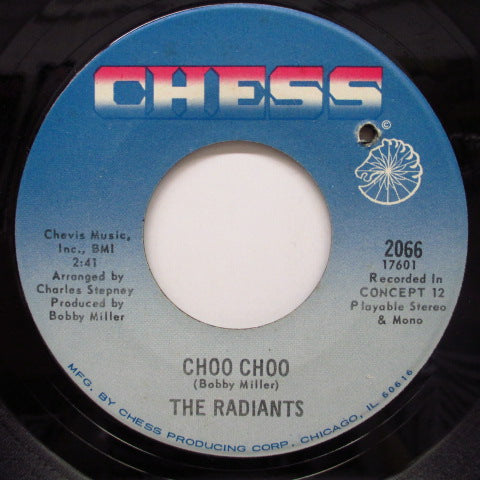 CHESS
©
Chevis Music,
Inc., BMI
2:41
Arranged by
Charles Stepney
Produced by
Bobby Miller
2066
17601
Recorded In
CONCEPT 12
Playable Stereo
& Mono
CHOO CHOO
(Bobby Miller)
THE RADIANTS
MFG. BY CHESS PRODUCING CORP. CHICAGO, IL 60616